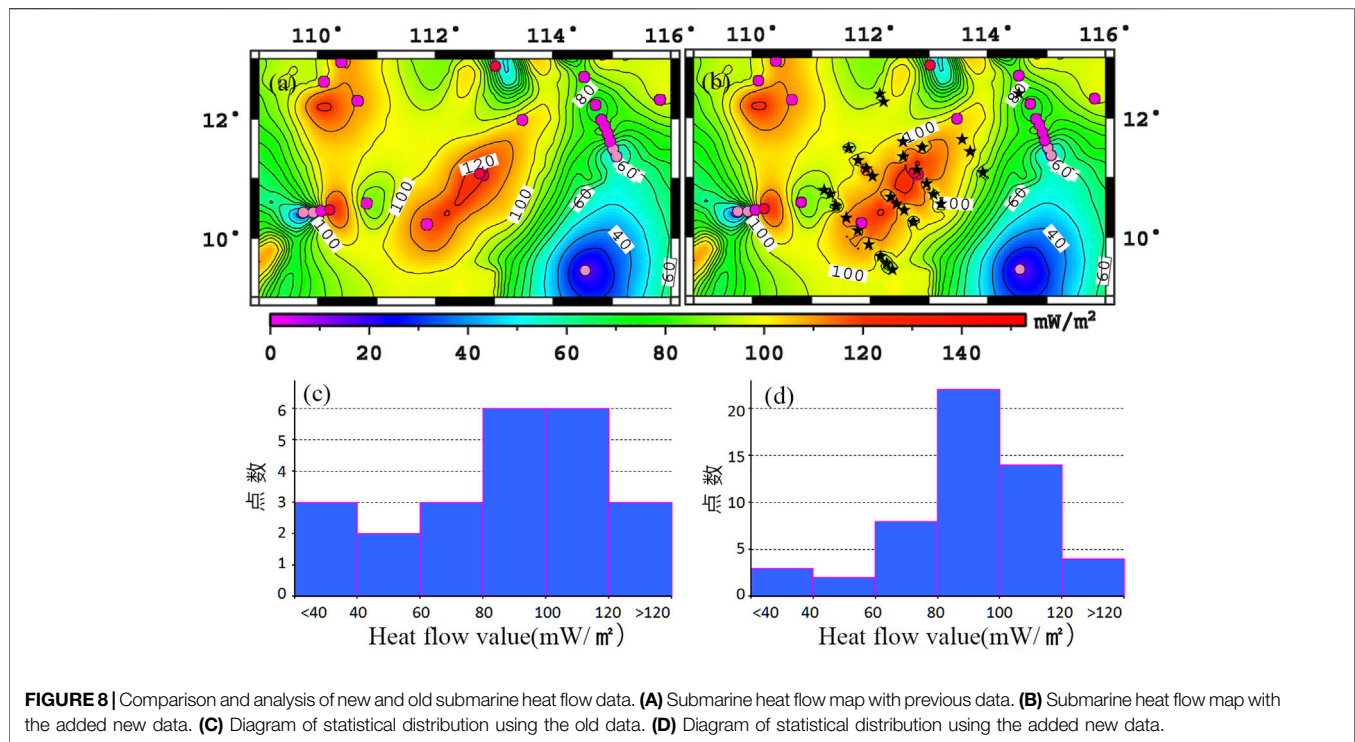 110° 112° 114° 116° 110° 112° 114° 116°
(a) (b)
80 80
12° 12°
120 100
60 60
100 100
100 100
60 60
100 100
10° 40 40 10°
60 100 60
mW/m²
0 20 40 60 80 100 120 140
(c)
6
5
4
3
2
1
0
点 数
<40 40 60 80 100 120 >120
Heat flow value(mW/㎡)
(d)
20
15
10
5
0
点 数
<40 40 60 80 100 120 >120
Heat flow value(mW/㎡)
FIGURE 8 | Comparison and analysis of new and old submarine heat flow data. (A) Submarine heat flow map with previous data. (B) Submarine heat flow map with
the added new data. (C) Diagram of statistical distribution using the old data. (D) Diagram of statistical distribution using the added new data.